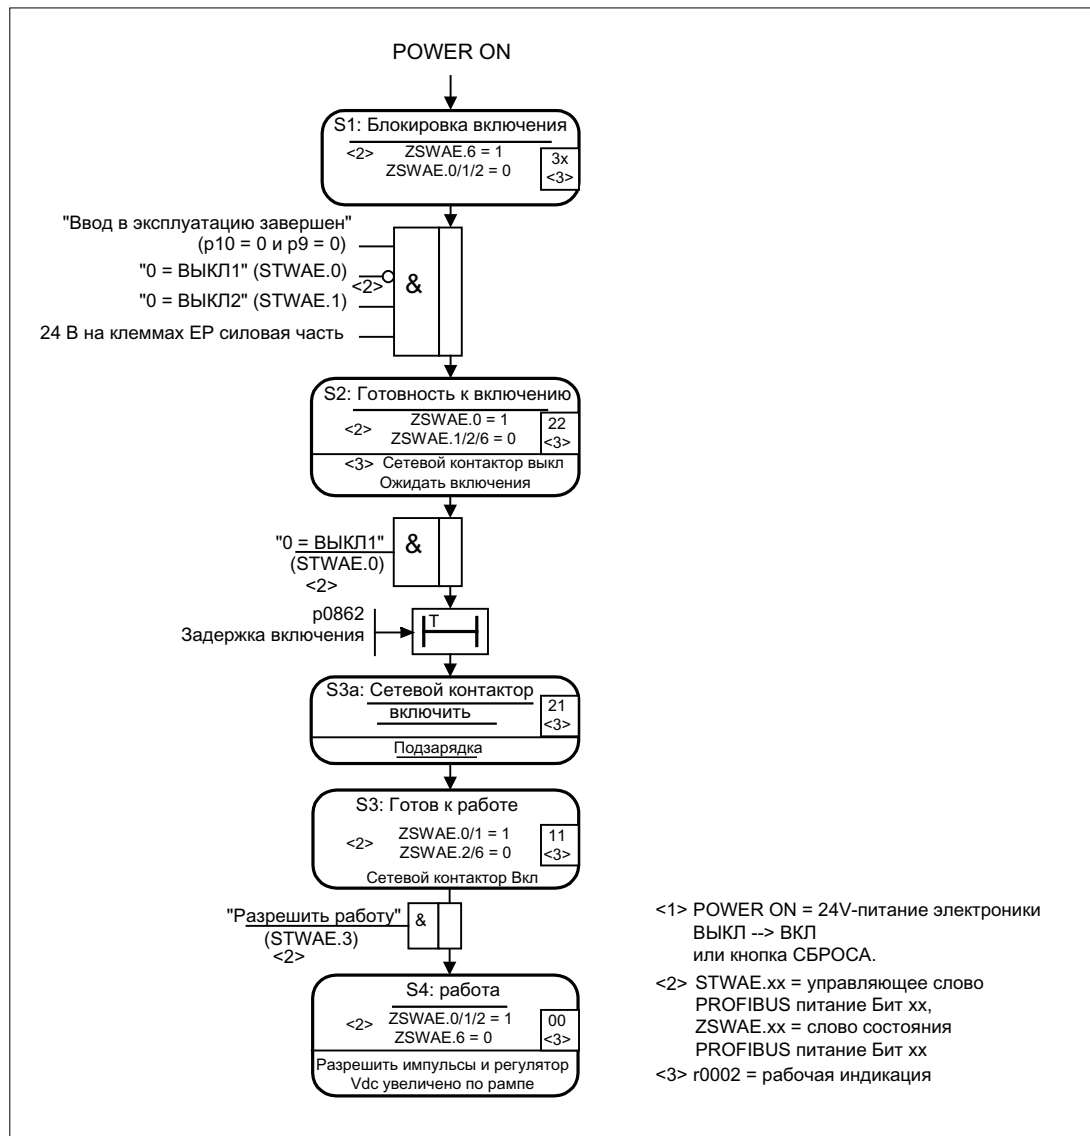 POWER ON
S1: Блокировка включения
<2> ZSWAE.6 = 1
ZSWAE.0/1/2 = 0
3x
<3>
"Ввод в эксплуатацию завершен"
(p10 = 0 и p9 = 0)
"0 = ВЫКЛ1" (STWAE.0)
<2>
"0 = ВЫКЛ2" (STWAE.1)
24 В на клеммах EP силовая часть
&
S2: Готовность к включению
<2> ZSWAE.0 = 1
ZSWAE.1/2/6 = 0
22
<3>
<3> Сетевой контактор выкл
Ожидать включения
"0 = ВЫКЛ1"
(STWAE.0)
<2>
&
p0862
Задержка включения
T
S3a: Сетевой контактор
включить
21
<3>
Подзарядка
S3: Готов к работе
<2> ZSWAE.0/1 = 1
ZSWAE.2/6 = 0
11
<3>
Сетевой контактор Вкл
"Разрешить работу"
(STWAE.3)
<2>
&
S4: работа
<2> ZSWAE.0/1/2 = 1
ZSWAE.6 = 0
00
<3>
Разрешить импульсы и регулятор
Vdc увеличено по рампе
<1> POWER ON = 24V-питание электроники
ВЫКЛ --> ВКЛ
или кнопка СБРОСА.
<2> STWAE.xx = управляющее слово
PROFIBUS питание Бит xx,
ZSWAE.xx = слово состояния
PROFIBUS питание Бит xx
<3> r0002 = рабочая индикация